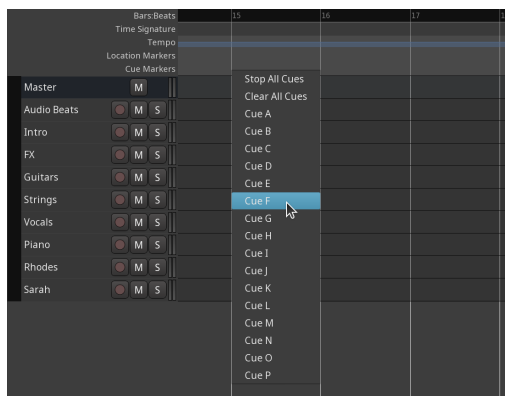 Bars:Beats 15 16 17
Time Signature
Tempo
Location Markers
Cue Markers
Master M
Audio Beats M S
Intro M S
FX M S
Guitars M S
Strings M S
Vocals M S
Piano M S
Rhodes M S
Sarah M S
Stop All Cues
Clear All Cues
Cue A
Cue B
Cue C
Cue D
Cue E
Cue F
Cue G
Cue H
Cue I
Cue J
Cue K
Cue L
Cue M
Cue N
Cue O
Cue P